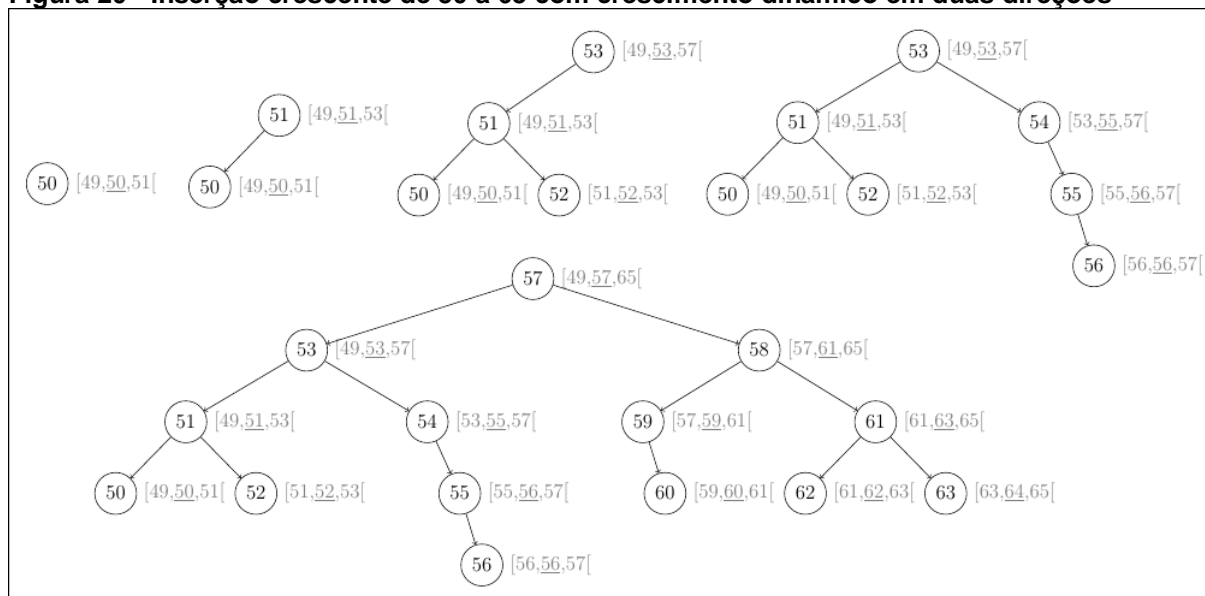 Figura 20 - Inserção crescente de 50 a 63 com crescimento dinâmico em duas direções
53 [49,53,57[ 53 [49,53,57[
51 [49,51,53[ 51 [49,51,53[ 51 [49,51,53[ 54 [53,55,57[
50 [49,50,51[ 50 [49,50,51[ 50 [49,50,51[ 52 [51,52,53[ 50 [49,50,51[ 52 [51,52,53[ 55 [55,56,57[
56 [56,56,57[
57 [49,57,65[
53 [49,53,57[ 58 [57,61,65[
51 [49,51,53[ 54 [53,55,57[ 59 [57,59,61[ 61 [61,63,65[
50 [49,50,51[ 52 [51,52,53[ 55 [55,56,57[ 60 [59,60,61[ 62 [61,62,63[ 63 [63,64,65[
56 [56,56,57[